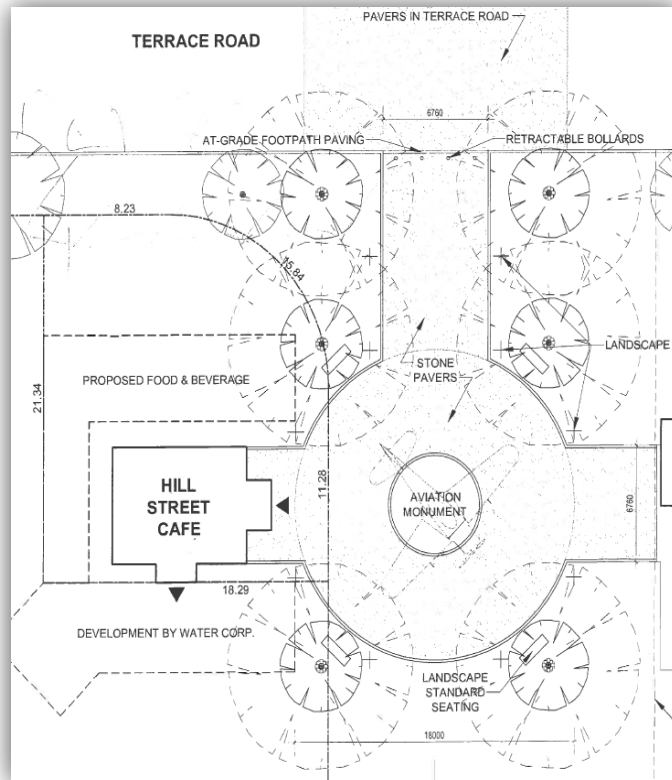 PAVERS IN TERRACE ROAD
TERRACE ROAD
6760
AT-GRADE FOOTPATH PAVING
RETRACTABLE BOLLARDS
8.23
15.84
LANDSCAPE
STONE
PAVERS
PROPOSED FOOD & BEVERAGE
21.34
HILL
STREET
CAFE
11.28
AVIATION
MONUMENT
6760
18.29
DEVELOPMENT BY WATER CORP.
LANDSCAPE
STANDARD
SEATING
18000